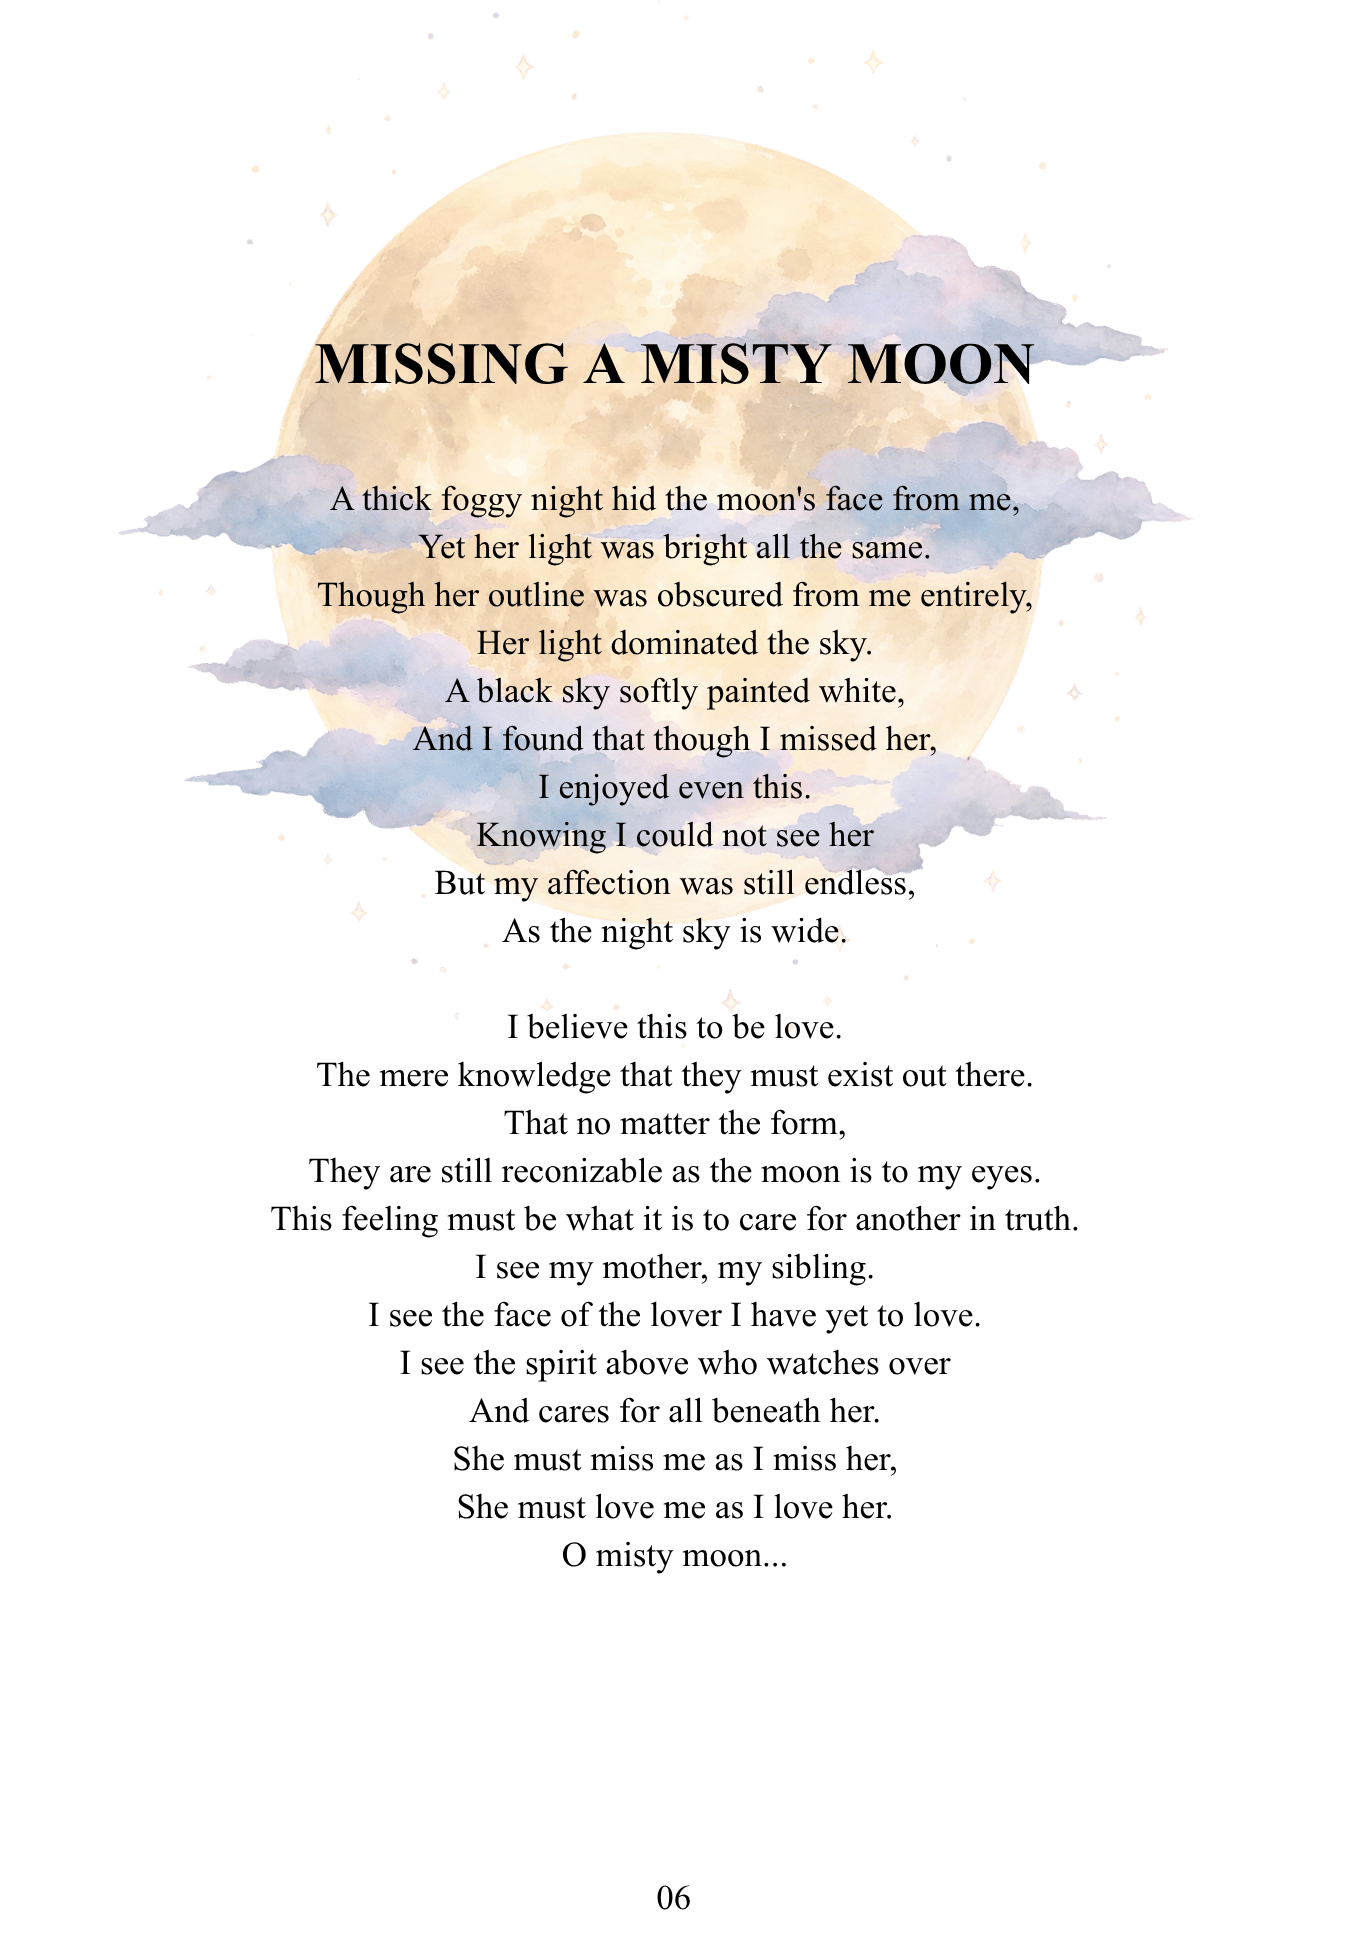 MISSING A MISTY MOON
A thick foggy night hid the moon's face from me,
Yet her light was bright all the same.
Though her outline was obscured from me entirely,
Her light dominated the sky.
A black sky softly painted white,
And I found that though I missed her,
I enjoyed even this.
Knowing I could not see her
But my affection was still endless,
As the night sky is wide.
I believe this to be love.
The mere knowledge that they must exist out there.
That no matter the form,
They are still reconizable as the moon is to my eyes.
This feeling must be what it is to care for another in truth.
I see my mother, my sibling.
I see the face of the lover I have yet to love.
I see the spirit above who watches over
And cares for all beneath her.
She must miss me as I miss her,
She must love me as I love her.
O misty moon...
06